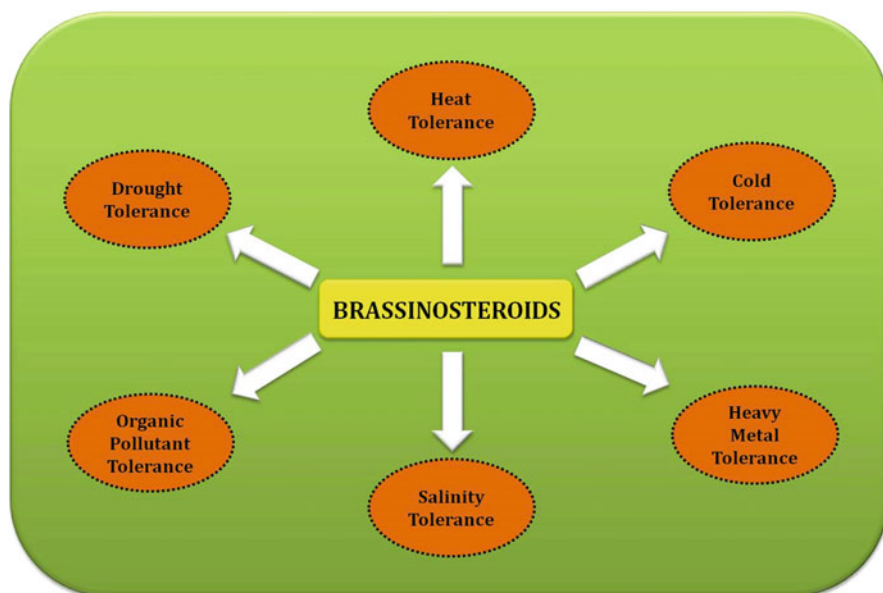 Heat
Tolerance
Drought
Tolerance
Cold
Tolerance
BRASSINOSTEROIDS
Organic
Pollutant
Tolerance
Heavy
Metal
Tolerance
Salinity
Tolerance